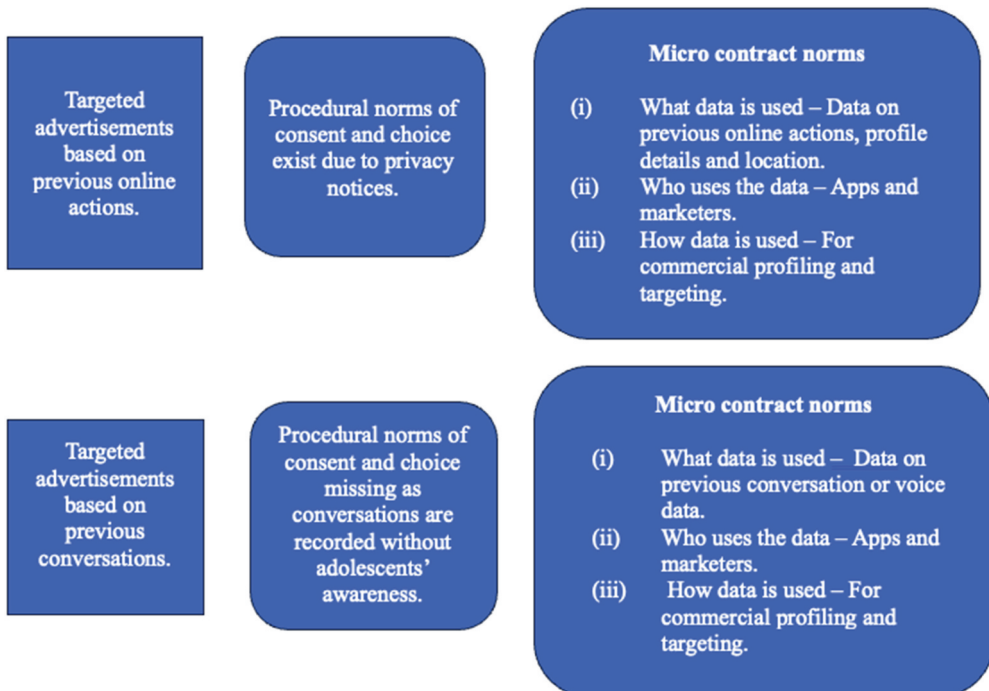 Targeted
advertisements
based on
previous online
actions.
Procedural norms of
consent and choice
exist due to privacy
notices.
Micro contract norms
(i) What data is used – Data on
previous online actions, profile
details and location.
(ii) Who uses the data – Apps and
marketers.
(iii) How data is used – For
commercial profiling and
targeting.
Targeted
advertisements
based on
previous
conversations.
Procedural norms of
consent and choice
missing as
conversations are
recorded without
adolescents’
awareness.
Micro contract norms
(i) What data is used – Data on
previous conversation or voice
data.
(ii) Who uses the data – Apps and
marketers.
(iii) How data is used – For
commercial profiling and
targeting.